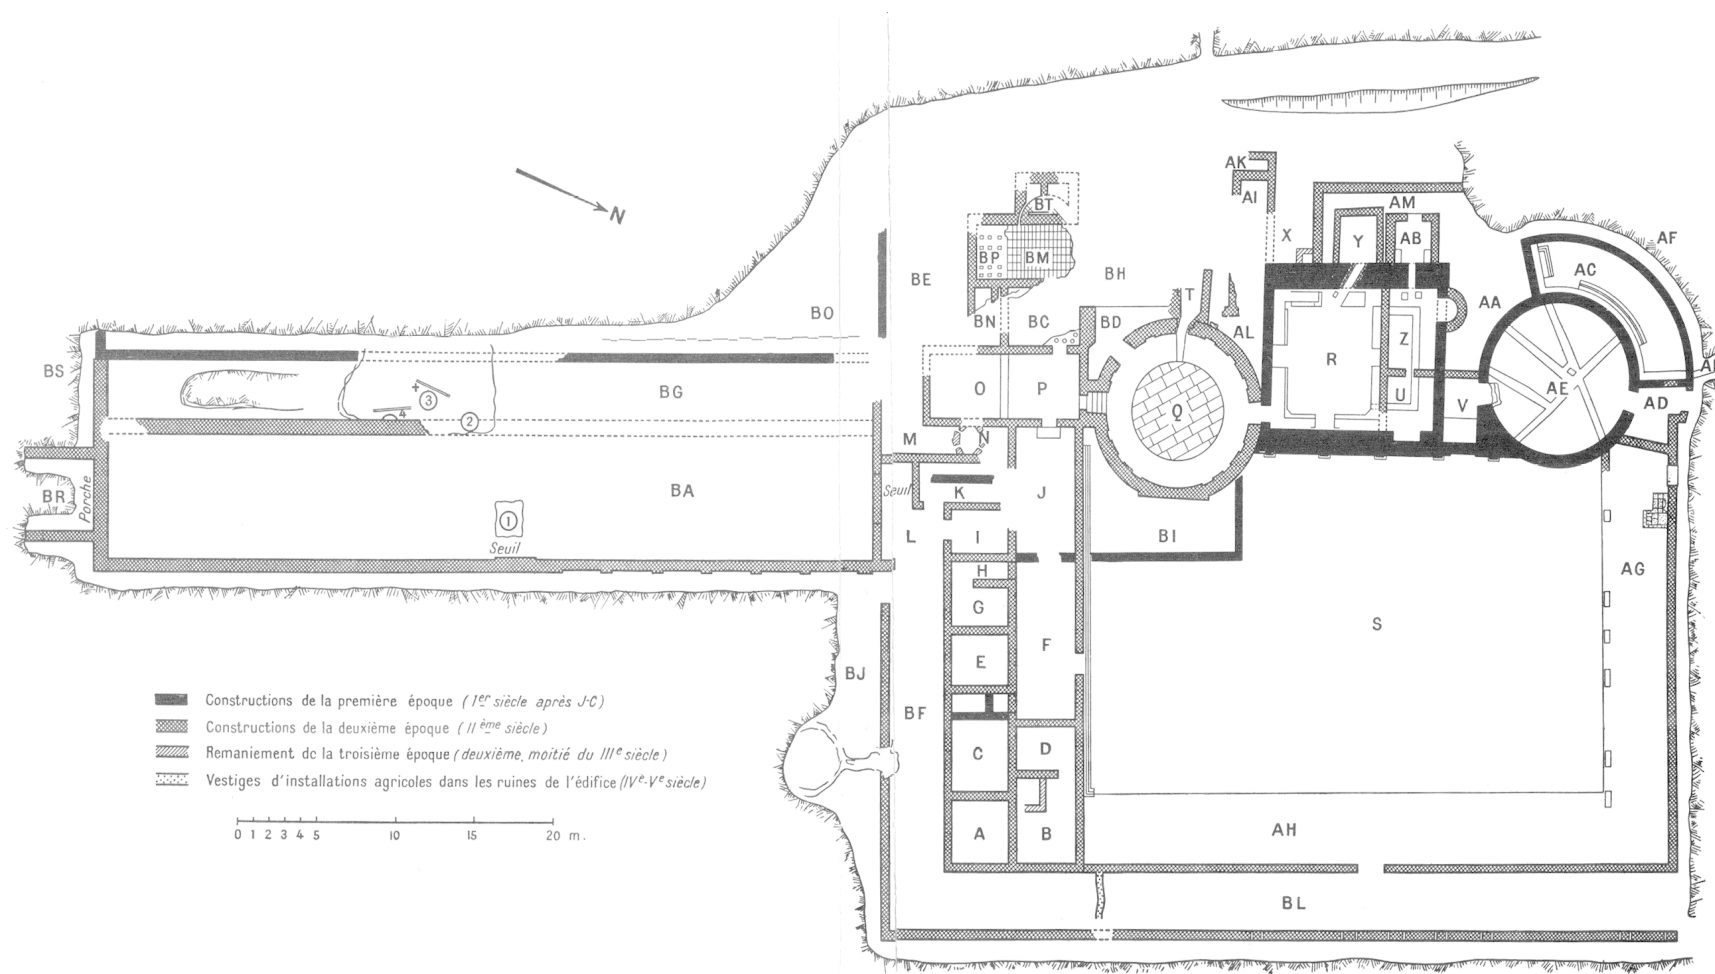 N
AK
AI
AM
BT
X
Y
AB
AF
BP
BM
BH
AC
BE
BO
T
AA
BN
BC
BD
AL
Z
R
BS
BG
O
P
Q
U
V
AE
AD
3
4
2
M
N
BR
Porche
BA
Seuil
K
J
1
Seuil
L
I
BI
AG
H
G
S
F
E
BJ
Constructions de la première époque (1er siècle après J-C)
BF
Constructions de la deuxième époque (IIème siècle)
Remaniement de la troisième époque (deuxième, moitié du IIIe siècle)
C
D
Vestiges d'installations agricoles dans les ruines de l'édifice (IVe-Ve siècle)
0 1 2 3 4 5 10 15 20 m.
A
B
AH
BL